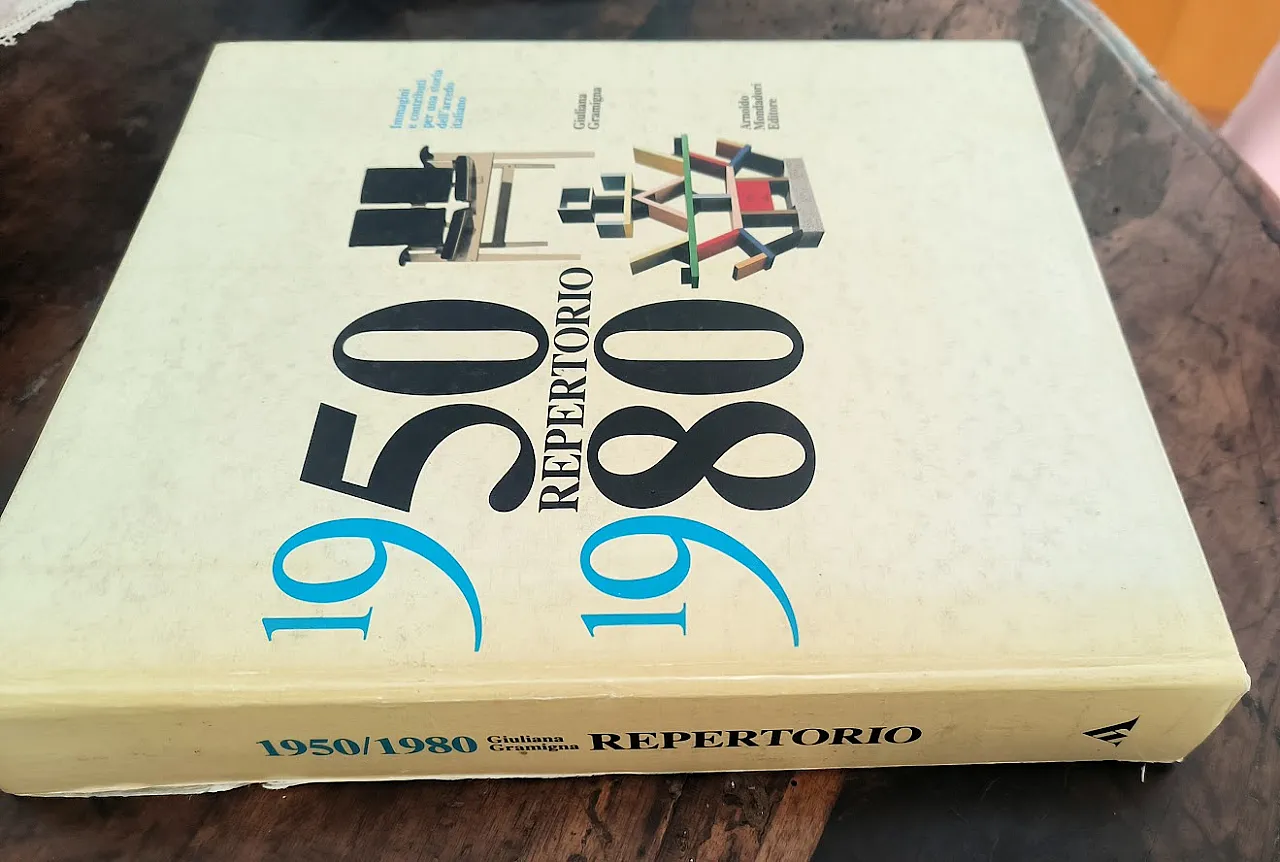 1950
REPERTORIO
1980
Immagini
e contributi
per una storia
dell'arredo
italiano
Giuliana
Gramigna
Arnoldo
Mondadori
Editore
1950/1980
Giuliana
Gramigna
REPERTORIO